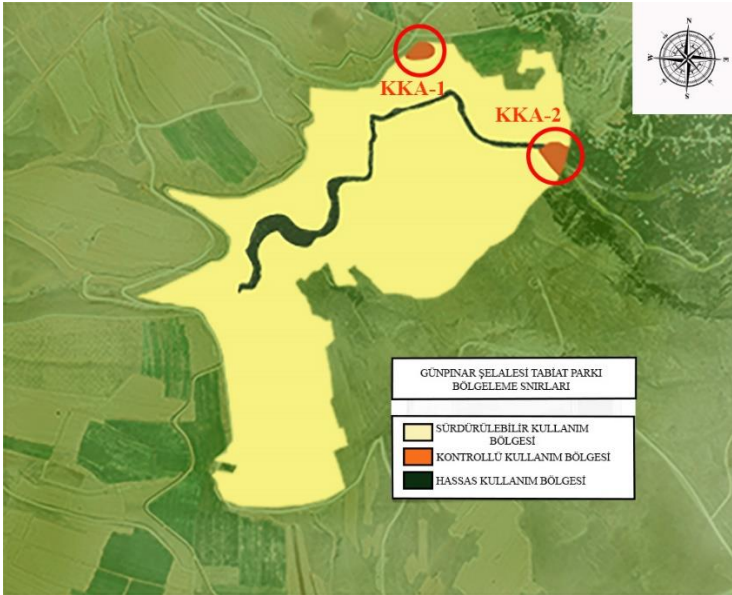 N
W
E
S
KKA-1
KKA-2
GÜNPINAR ŞELALESİ TABİAT PARKI
BÖLGELEME SNIRLARI
SÜRDÜRÜLEBİLİR KULLANIM
BÖLGESİ
KONTROLLÜ KULLANIM BÖLGESİ
HASSAS KULLANIM BÖLGESİ